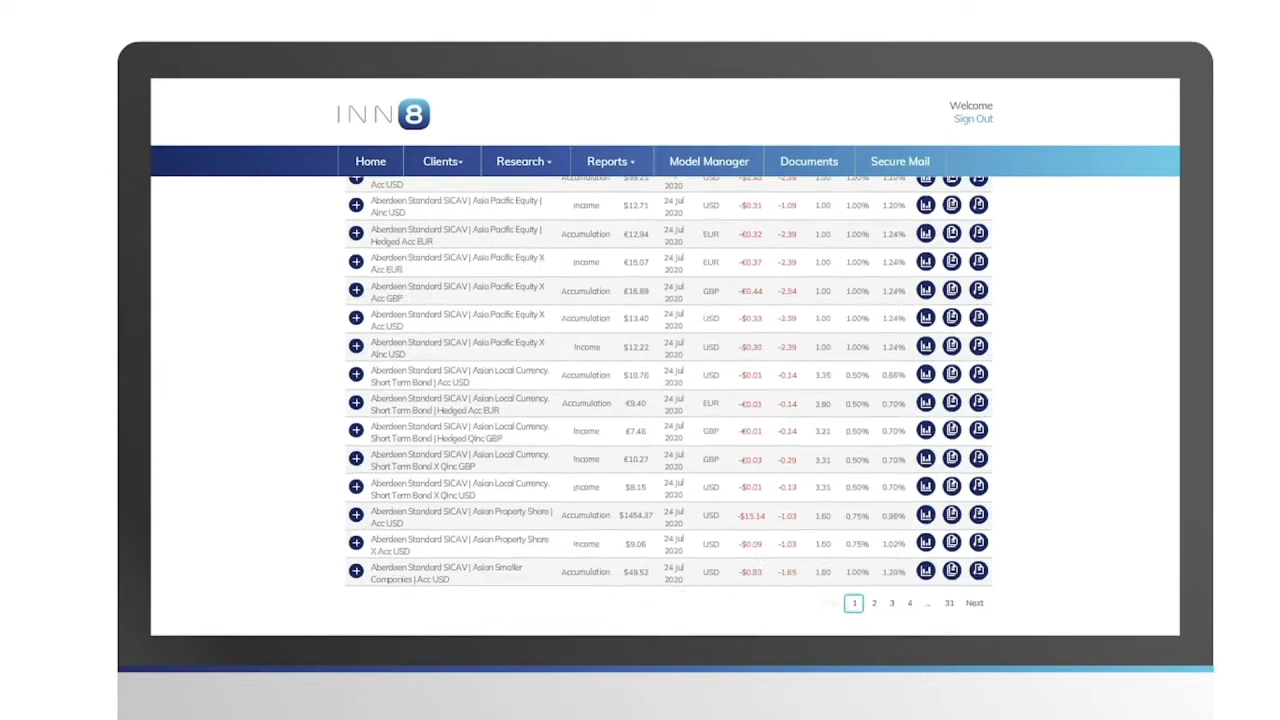 INN8
Welcome
Sign Out
Home Clients Research Reports Model Manager Documents Secure Mail
Acc USD 2020
Aberdeen Standard SICAV | Asia Pacific Equity | Income $12.71 24 Jul USD -$0.31 -1.09 1.00 1.00% 1.20%
AInc USD 2020
Aberdeen Standard SICAV | Asia Pacific Equity | Accumulation €12.94 24 Jul EUR -€0.32 -2.39 1.00 1.00% 1.24%
Hedged Acc EUR 2020
Aberdeen Standard SICAV | Asia Pacific Equity X Income €15.07 24 Jul EUR -€0.37 -2.39 1.00 1.00% 1.24%
Acc EUR 2020
Aberdeen Standard SICAV | Asia Pacific Equity X Accumulation £16.89 24 Jul GBP -£0.44 -2.54 1.00 1.00% 1.24%
Acc GBP 2020
Aberdeen Standard SICAV | Asia Pacific Equity X Accumulation $13.40 24 Jul USD -$0.33 -2.39 1.00 1.00% 1.24%
Acc USD 2020
Aberdeen Standard SICAV | Asia Pacific Equity X Income $12.22 24 Jul USD -$0.30 -2.39 1.00 1.00% 1.24%
AInc USD 2020
Aberdeen Standard SICAV | Asian Local Currency Accumulation $10.76 24 Jul USD -$0.01 -0.14 3.35 0.50% 0.66%
Short Term Bond | Acc USD 2020
Aberdeen Standard SICAV | Asian Local Currency Accumulation €9.40 24 Jul EUR -€0.01 -0.14 3.60 0.50% 0.70%
Short Term Bond | Hedged Acc EUR 2020
Aberdeen Standard SICAV | Asian Local Currency Income £7.46 24 Jul GBP -£0.01 -0.14 3.21 0.50% 0.70%
Short Term Bond | Hedged QInc GBP 2020
Aberdeen Standard SICAV | Asian Local Currency Income £10.27 24 Jul GBP -£0.03 -0.29 3.31 0.50% 0.70%
Short Term Bond X QInc GBP 2020
Aberdeen Standard SICAV | Asian Local Currency Income $8.15 24 Jul USD -$0.01 -0.13 3.31 0.50% 0.70%
Short Term Bond X QInc USD 2020
Aberdeen Standard SICAV | Asian Property Share | Accumulation $1454.37 24 Jul USD -$15.14 -1.03 1.60 0.75% 0.98%
Acc USD 2020
Aberdeen Standard SICAV | Asian Property Share Income $9.06 24 Jul USD -$0.09 -1.03 1.50 0.75% 1.02%
X Acc USD 2020
Aberdeen Standard SICAV | Asian Smaller Accumulation $49.52 24 Jul USD -$0.83 -1.65 1.80 1.00% 1.20%
Companies | Acc USD 2020
1 2 3 4 ... 31 Next